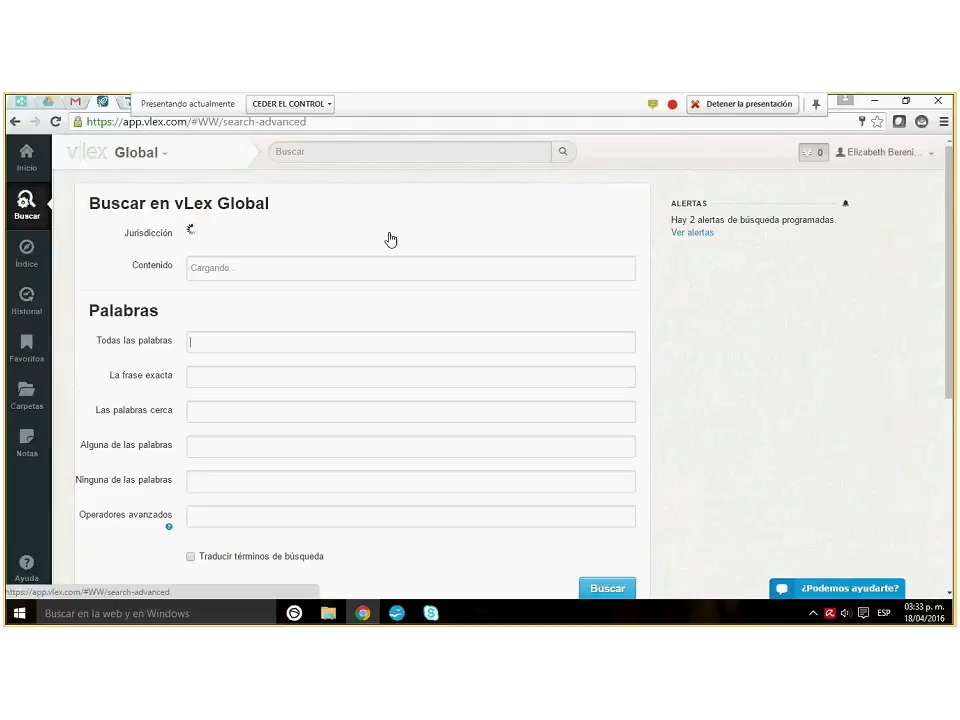 Presentando actualmente
CEDER EL CONTROL
Detener la presentación
https://app.vlex.com/#WW/search-advanced
Inicio
vlex Global
Buscar
0
Elizabeth Bereni...
Buscar
Buscar en vLex Global
Jurisdicción
Contenido
Cargando...
ALERTAS
Hay 2 alertas de búsqueda programadas.
Ver alertas
Índice
Historial
Favoritos
Carpetas
Notas
Ayuda
Palabras
Todas las palabras
La frase exacta
Las palabras cerca
Alguna de las palabras
Ninguna de las palabras
Operadores avanzados
?
Traducir términos de búsqueda
Buscar
¿Podemos ayudarte?
https://app.vlex.com/#WW/search-advanced
Buscar en la web y en Windows
ESP
03:33 p. m.
18/04/2016